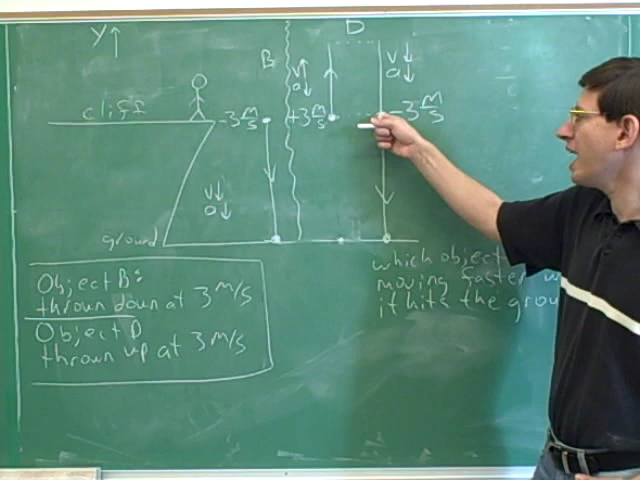 Y
D
B
V
a
V
a
cliff
-3 m/s
+3 m/s
-3 m/s
V
a
ground
Object B:
thrown down at 3 m/s
Object D
thrown up at 3 m/s
which object
moving faster
it hits the